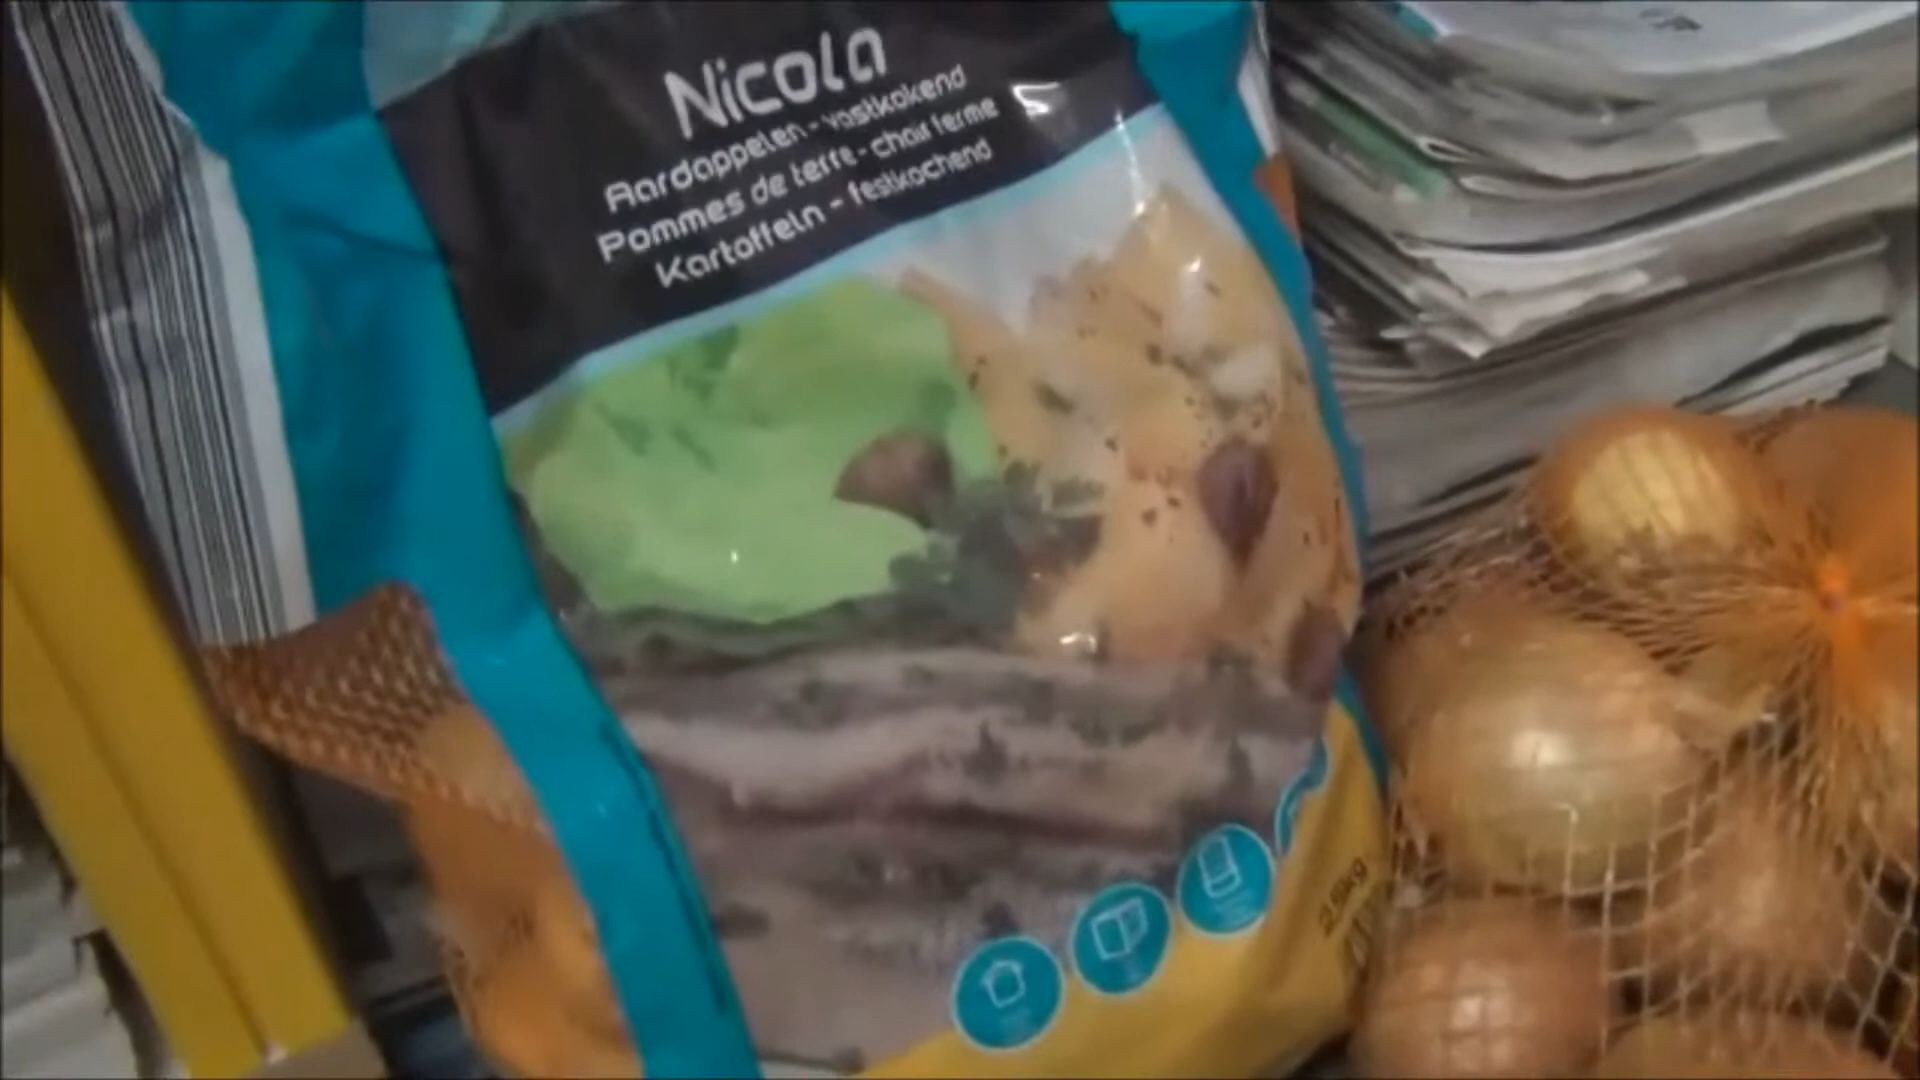 Nicola
Aardappelen - vastkokend
Pommes de terre - chair ferme
Kartoffeln - festkochend